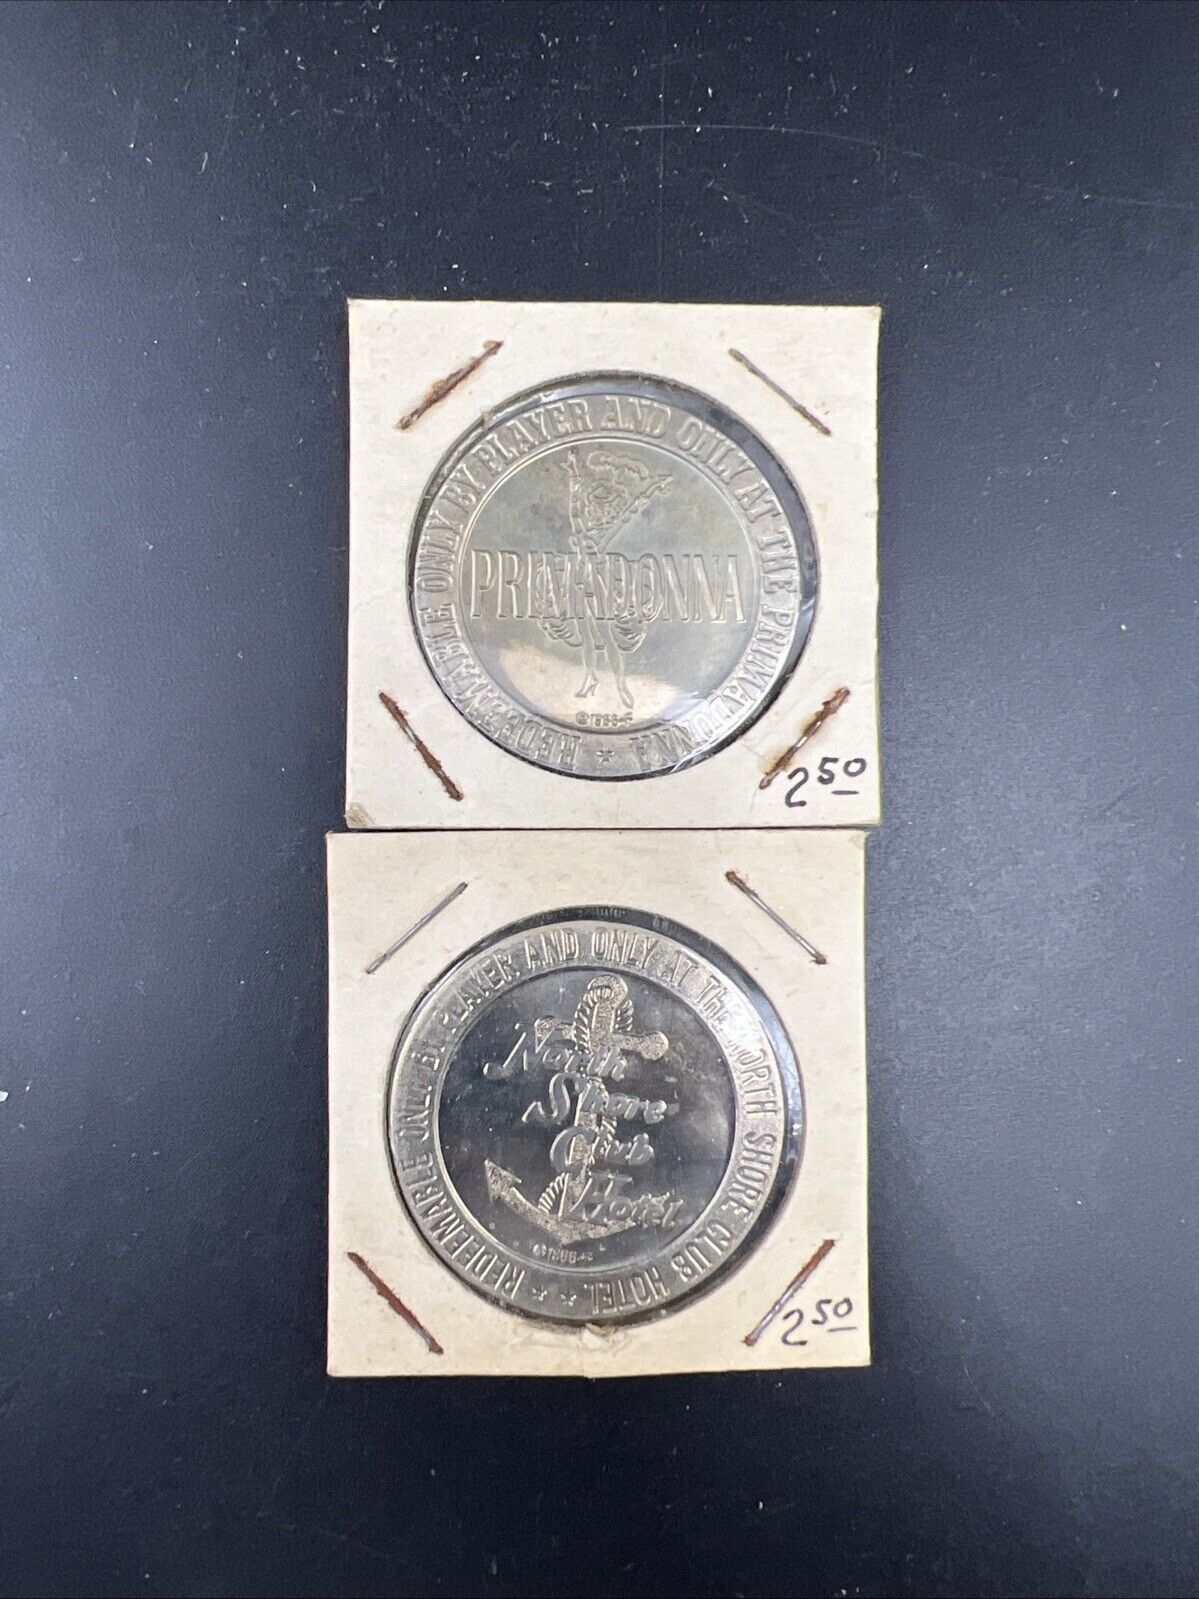 REDEEMABLE ONLY BY PLAYER AND ONLY AT THE PRIMADONNA ★
PRIMADONNA
2 50
REDEEMABLE ONLY BY PLAYER AND ONLY AT The NORTH SHORE CLUB HOTEL ★ ★
North
Shore
Club
Hotel
2 50